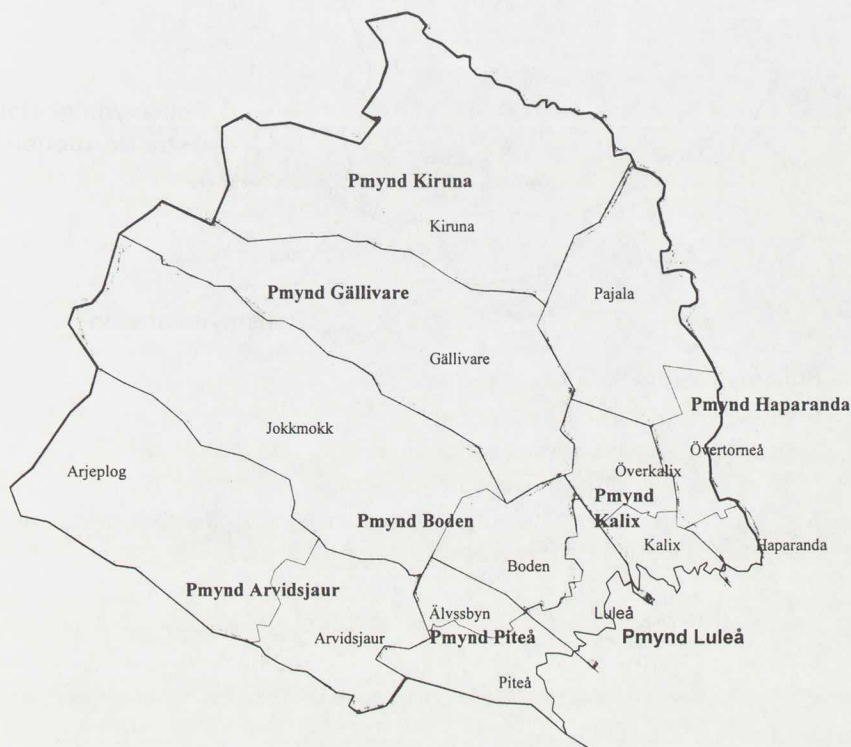 Pmynd Kiruna
Kiruna
Pmynd Gällivare
Pajala
Gällivare
Pmynd Haparanda
Jokkmokk
Övertorneå
Arjeplog
Överkalix
Pmynd
Kalix
Pmynd Boden
Kalix
Haparanda
Boden
Pmynd Arvidsjaur
Älvssbyn
Luleå
Arvidsjaur
Pmynd Piteå
Pmynd Luleå
Piteå